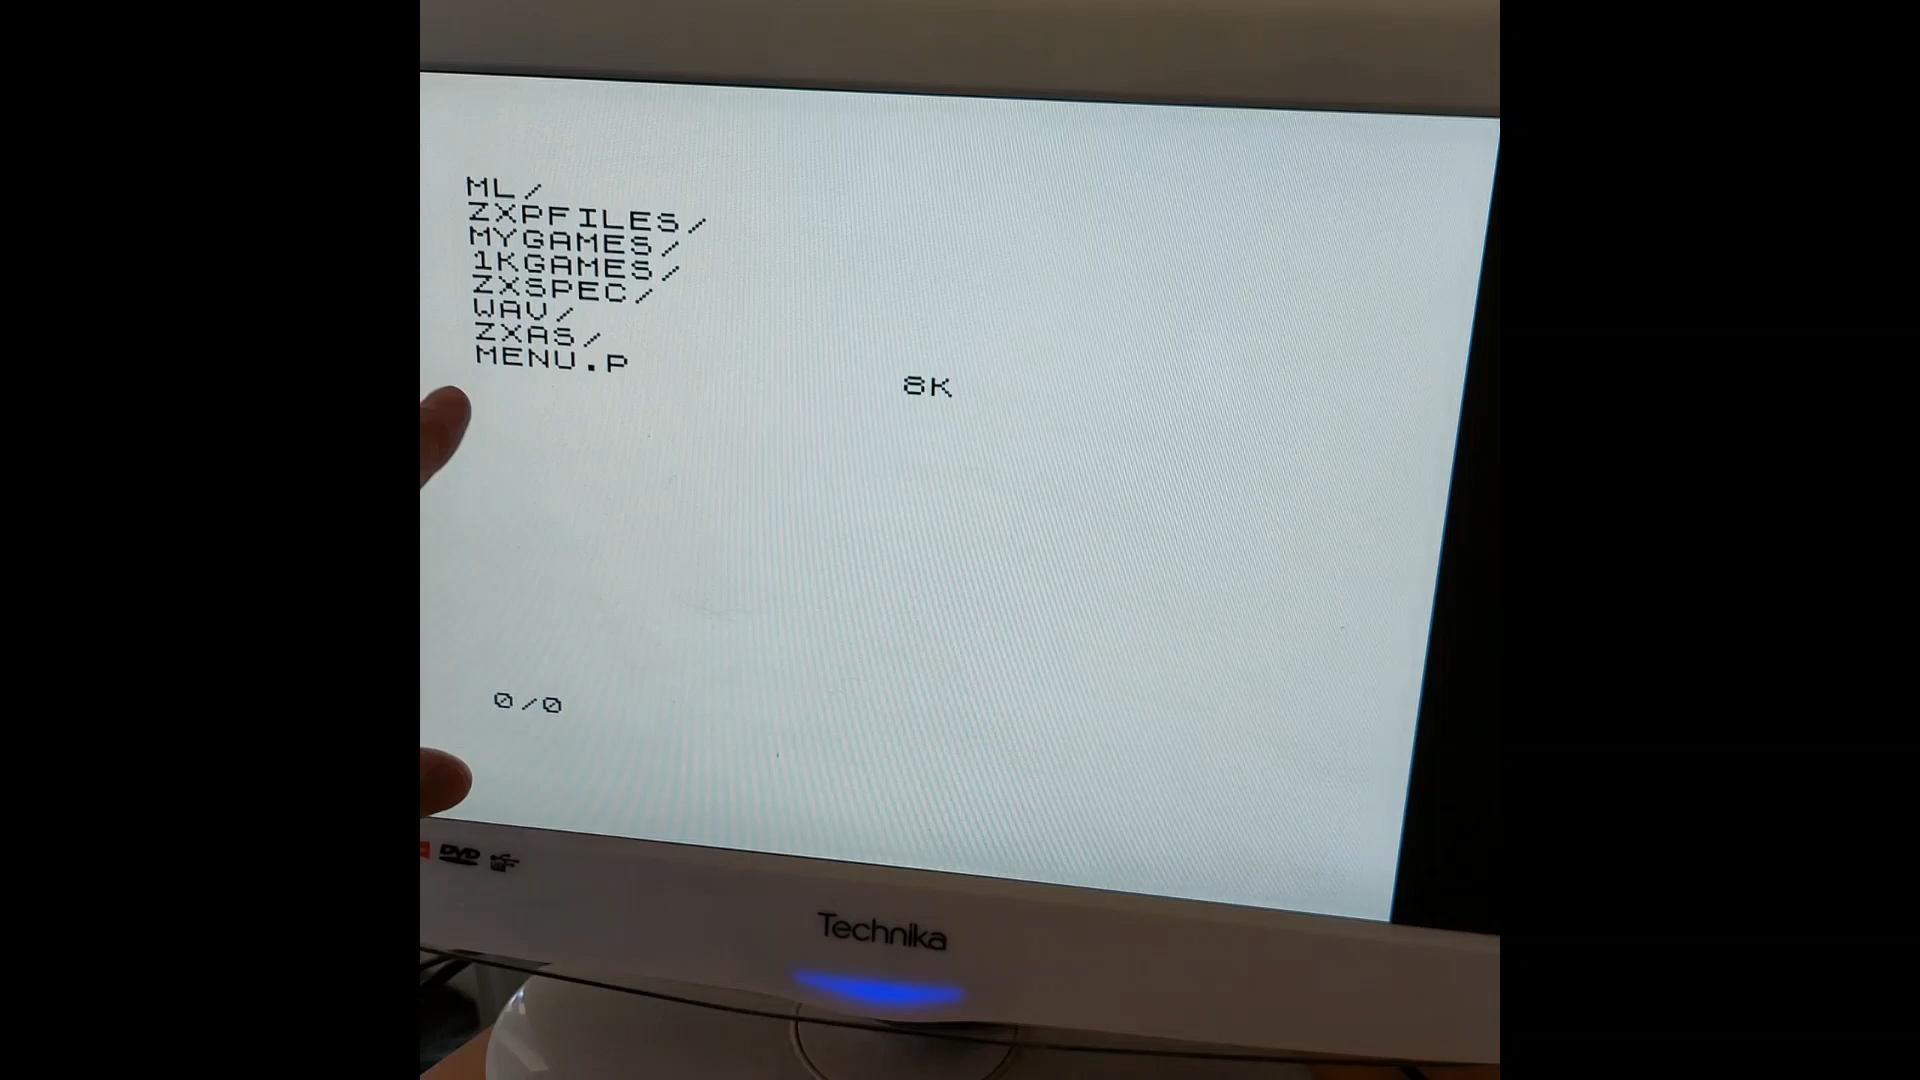 ML/
ZXPFILES/
MYGAMES/
1KGAMES/
ZXSPEC/
WAV/
ZXAS/
MENU.P
8K
0/0
DVD
Technika